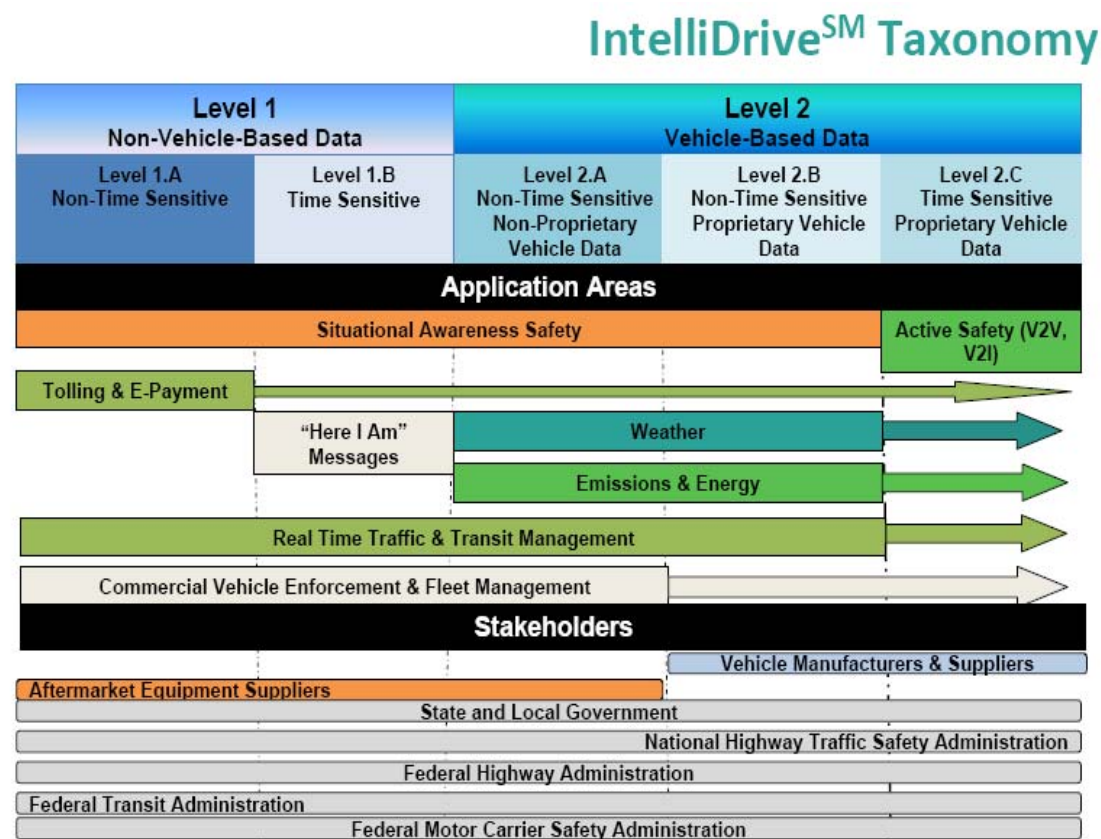 IntelliDriveSM Taxonomy
Level 1
Non-Vehicle-Based Data
Level 2
Vehicle-Based Data
Level 1.A
Non-Time Sensitive
Level 1.B
Time Sensitive
Level 2.A
Non-Time Sensitive
Non-Proprietary
Vehicle Data
Level 2.B
Non-Time Sensitive
Proprietary Vehicle
Data
Level 2.C
Time Sensitive
Proprietary Vehicle
Data
Application Areas
Situational Awareness Safety
Active Safety (V2V,
V2I)
Tolling & E-Payment
“Here I Am”
Messages
Weather
Emissions & Energy
Real Time Traffic & Transit Management
Commercial Vehicle Enforcement & Fleet Management
Stakeholders
Vehicle Manufacturers & Suppliers
Aftermarket Equipment Suppliers
State and Local Government
National Highway Traffic Safety Administration
Federal Highway Administration
Federal Transit Administration
Federal Motor Carrier Safety Administration